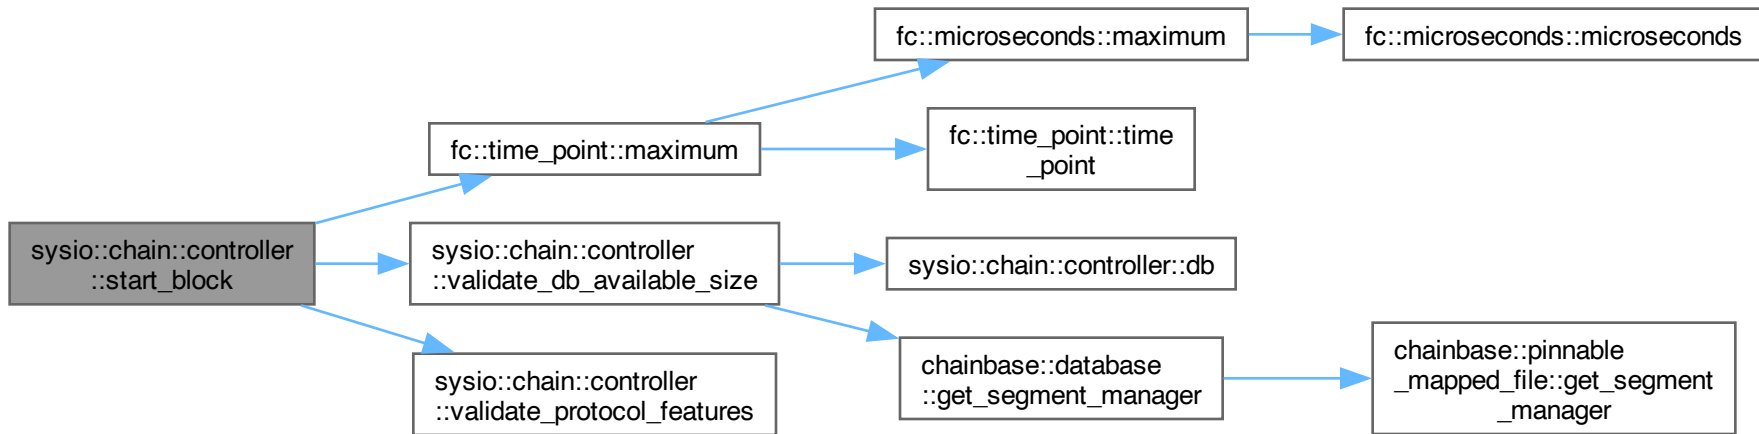 fc::microseconds::maximum
fc::microseconds::microseconds
fc::time_point::maximum
fc::time_point::time
_point
sysio::chain::controller
::start_block
sysio::chain::controller
::validate_db_available_size
sysio::chain::controller::db
chainbase::database
::get_segment_manager
chainbase::pinnable
_mapped_file::get_segment
_manager
sysio::chain::controller
::validate_protocol_features